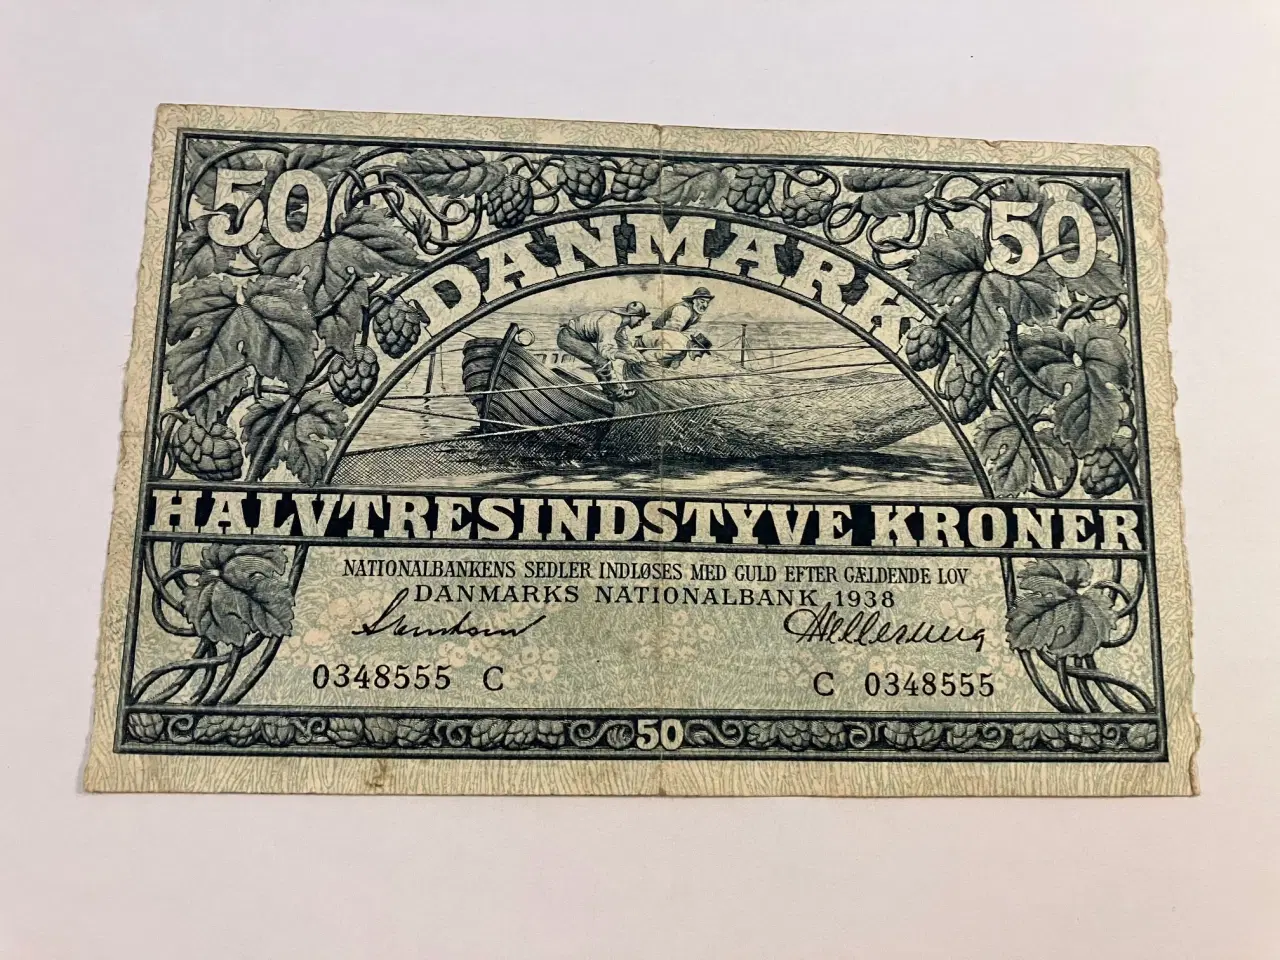 50 50
DANMARK
HALVTRESINDSTYVE KRONER
NATIONALBANKENS SEDLER INDLØSES MED GULD EFTER GÆLDENDE LOV
DANMARKS NATIONALBANK 1938
0348555 C C 0348555
50